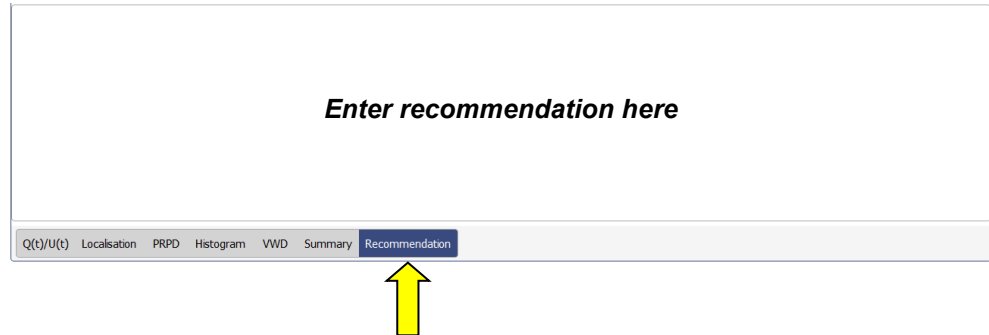 Enter recommendation here
Q(t)/U(t) Localisation PRPD Histogram VWD Summary Recommendation